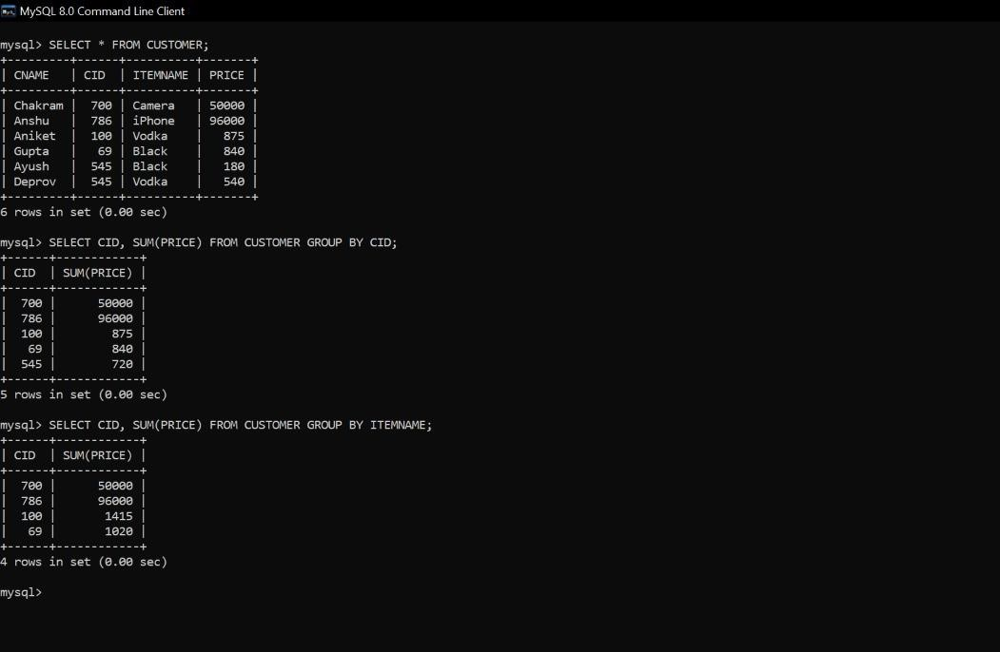 MySQL 8.0 Command Line Client
mysql> SELECT * FROM CUSTOMER;
+---------+------+----------+-------+
| CNAME   | CID  | ITEMNAME | PRICE |
+---------+------+----------+-------+
| Chakram |  700 | Camera   | 50000 |
| Anshu   |  786 | iPhone   | 96000 |
| Aniket  |  100 | Vodka    |   875 |
| Gupta   |   69 | Black    |   840 |
| Ayush   |  545 | Black    |   180 |
| Deprov  |  545 | Vodka    |   540 |
+---------+------+----------+-------+
6 rows in set (0.00 sec)
mysql> SELECT CID, SUM(PRICE) FROM CUSTOMER GROUP BY CID;
+------+------------+
| CID  | SUM(PRICE) |
+------+------------+
|  700 |      50000 |
|  786 |      96000 |
|  100 |        875 |
|   69 |        840 |
|  545 |        720 |
+------+------------+
5 rows in set (0.00 sec)
mysql> SELECT CID, SUM(PRICE) FROM CUSTOMER GROUP BY ITEMNAME;
+------+------------+
| CID  | SUM(PRICE) |
+------+------------+
|  700 |      50000 |
|  786 |      96000 |
|  100 |       1415 |
|   69 |       1020 |
+------+------------+
4 rows in set (0.00 sec)
mysql>